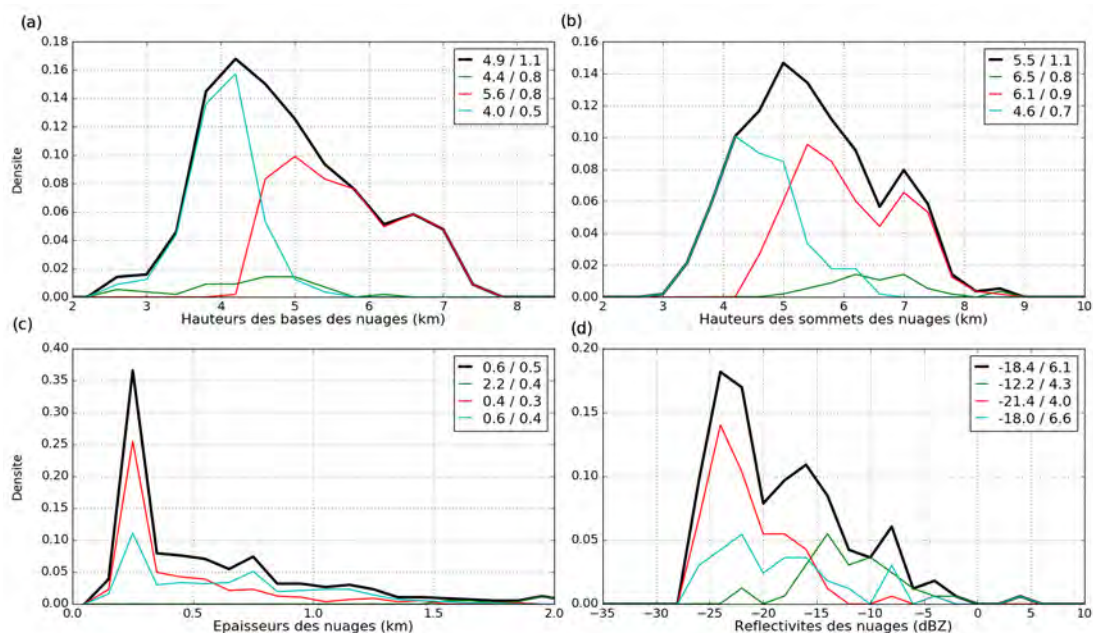 (a)
(b)
Densite
0.18
0.16
0.14
0.12
0.10
0.08
0.06
0.04
0.02
0.00
4.9 / 1.1
4.4 / 0.8
5.6 / 0.8
4.0 / 0.5
2 3 4 5 6 7 8
Hauteurs des bases des nuages (km)
0.16
0.14
0.12
0.10
0.08
0.06
0.04
0.02
0.00
5.5 / 1.1
6.5 / 0.8
6.1 / 0.9
4.6 / 0.7
2 3 4 5 6 7 8 9 10
Hauteurs des sommets des nuages (km)
(c)
(d)
Densite
0.40
0.35
0.30
0.25
0.20
0.15
0.10
0.05
0.00
0.6 / 0.5
2.2 / 0.4
0.4 / 0.3
0.6 / 0.4
0.0 0.5 1.0 1.5 2.0
Epaisseurs des nuages (km)
0.20
0.15
0.10
0.05
0.00
-18.4 / 6.1
-12.2 / 4.3
-21.4 / 4.0
-18.0 / 6.6
−35 −30 −25 −20 −15 −10 −5 0 5 10
Reflectivites des nuages (dBZ)